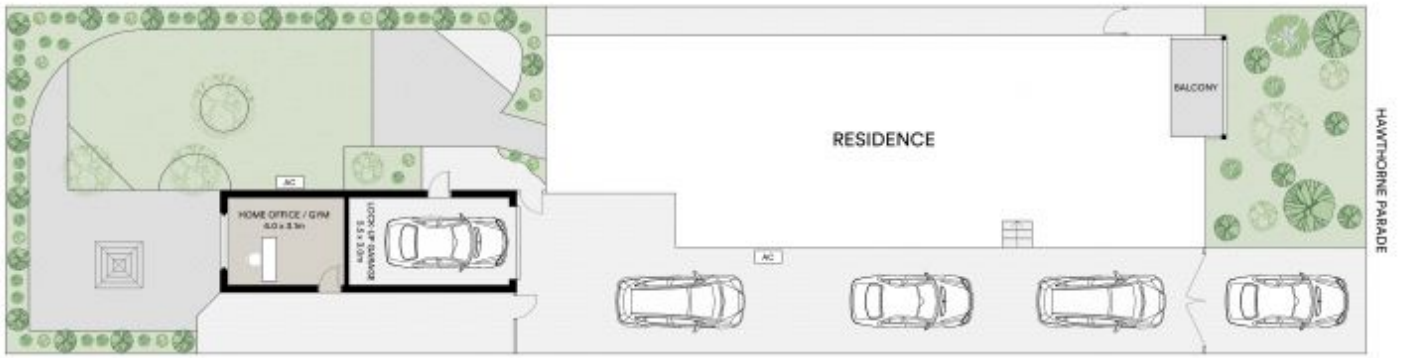 BALCONY
RESIDENCE
HAWTHORNE PARADE
AC
HOME OFFICE / GYM
4.0 x 3.1m
LOCK-UP GARAGE
5.5 x 3.0m
AC